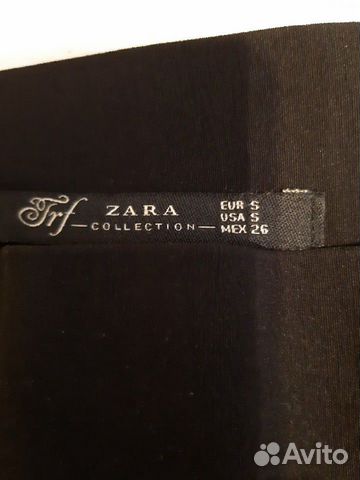 Trf ZARA
COLLECTION
EUR S
USA S
MEX 26
Avito